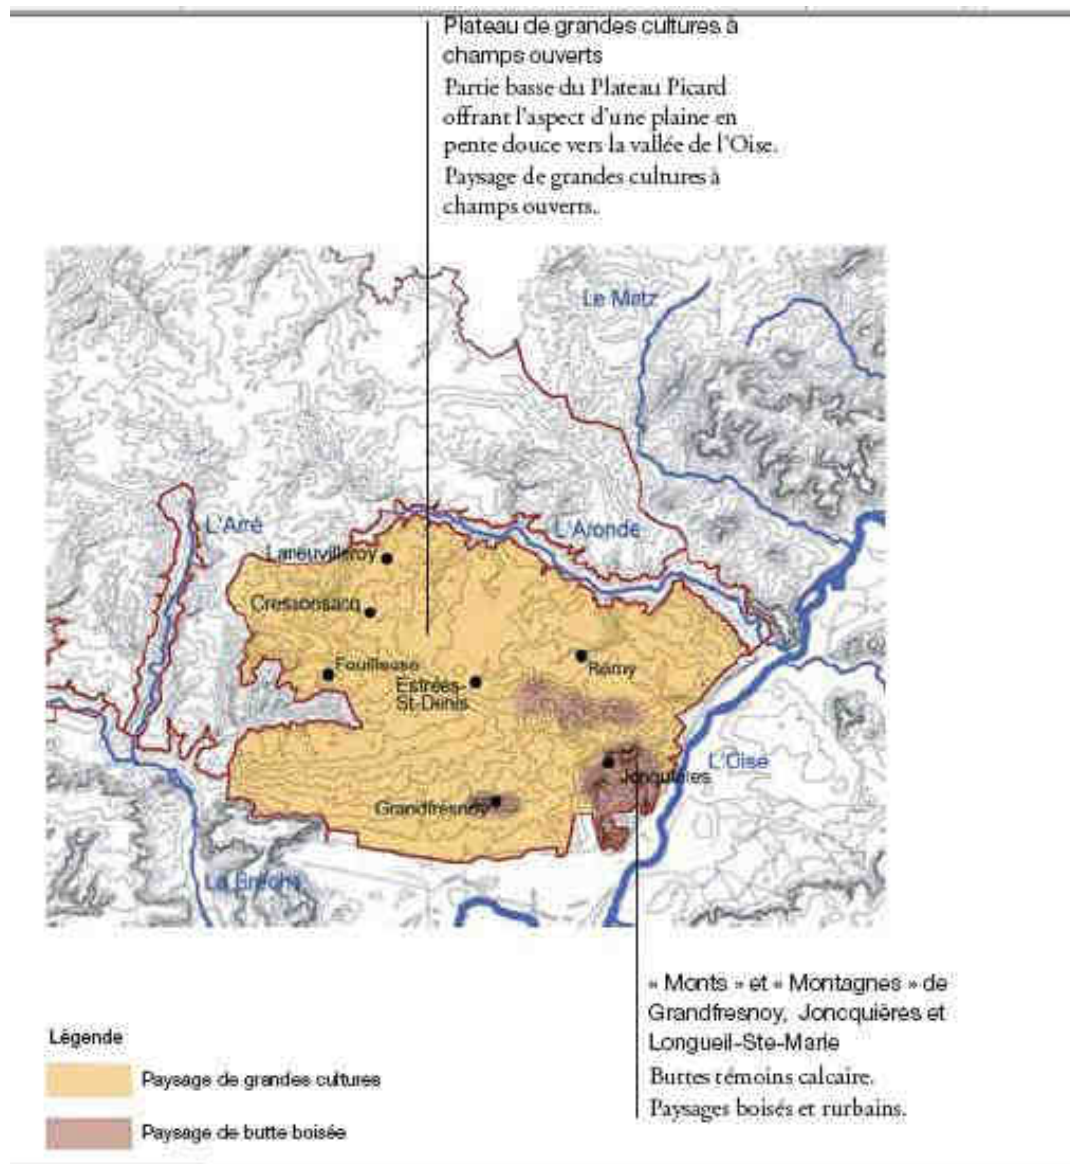 Plateau de grandes cultures à
champs ouverts
Partie basse du Plateau Picard
offrant l'aspect d'une plaine en
pente douce vers la vallée de l'Oise.
Paysage de grandes cultures à
champs ouverts.
Le Matz
L'Arré
L'Aronde
Laneuvilleroy
Cressonsacq
Fouilleuse
Estrées-
St-Denis
Rémy
L'Oise
Jonquières
Grandfresnoy
La Brèche
« Monts » et « Montagnes » de
Grandfresnoy, Joncquières et
Longueil-Ste-Marie
Buttes témoins calcaire.
Paysages boisés et rurbains.
Légende
Paysage de grandes cultures
Paysage de butte boisée